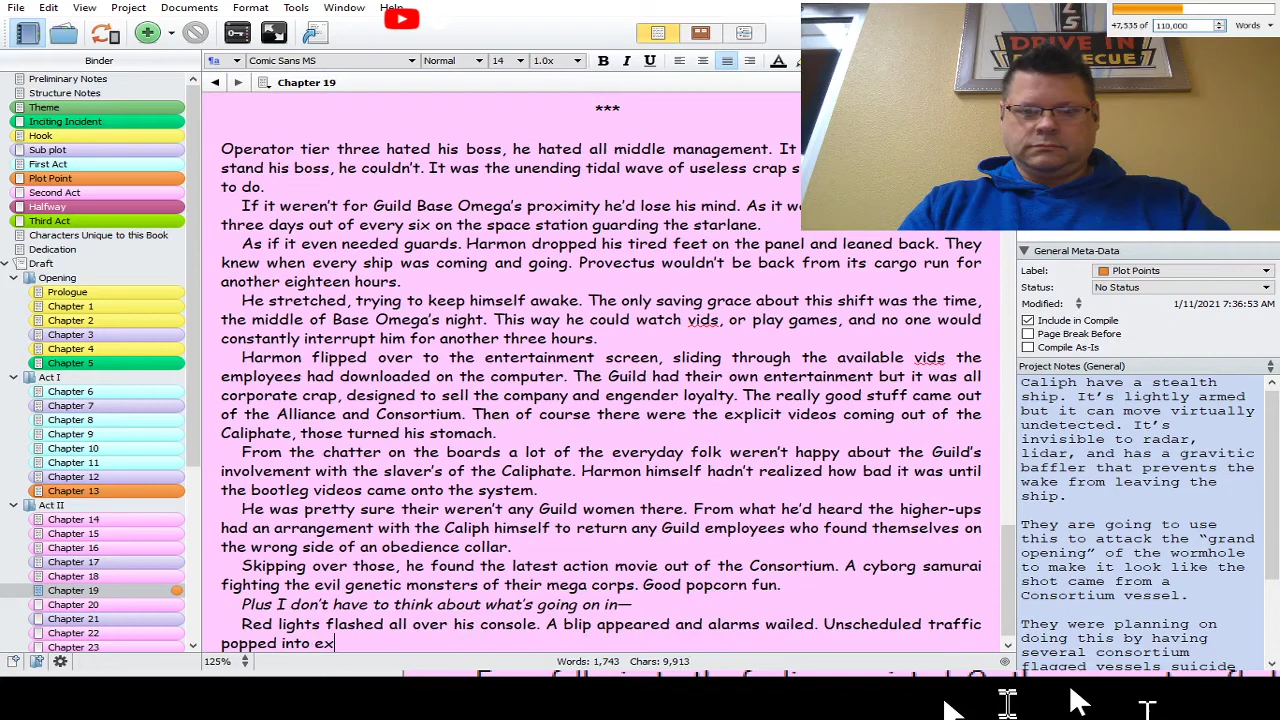 File Edit View Project Documents Format Tools Window Help
47,535 of 110,000 Words
DRIVE IN
Binder
Comic Sans MS Normal 14 1.0x B I U A
Preliminary Notes
Structure Notes
Theme
Inciting Incident
Hook
Sub plot
First Act
Plot Point
Second Act
Halfway
Third Act
Characters Unique to this Book
Dedication
Draft
Opening
Prologue
Chapter 1
Chapter 2
Chapter 3
Chapter 4
Chapter 5
Act I
Chapter 6
Chapter 7
Chapter 8
Chapter 9
Chapter 10
Chapter 11
Chapter 12
Chapter 13
Act II
Chapter 14
Chapter 15
Chapter 16
Chapter 17
Chapter 18
Chapter 19
Chapter 20
Chapter 21
Chapter 22
Chapter 23
Chapter 19
***
Operator tier three hated his boss, he hated all middle management. It
stand his boss, he couldn't. It was the unending tidal wave of useless crap
to do.
If it weren't for Guild Base Omega's proximity he'd lose his mind. As it
three days out of every six on the space station guarding the starlane.
As if it even needed guards. Harmon dropped his tired feet on the panel and leaned back. They
knew when every ship was coming and going. Provectus wouldn't be back from its cargo run for
another eighteen hours.
He stretched, trying to keep himself awake. The only saving grace about this shift was the time,
the middle of Base Omega's night. This way he could watch vids, or play games, and no one would
constantly interrupt him for another three hours.
Harmon flipped over to the entertainment screen, sliding through the available vids the
employees had downloaded on the computer. The Guild had their own entertainment but it was all
corporate crap, designed to sell the company and engender loyalty. The really good stuff came out
of the Alliance and Consortium. Then of course there were the explicit videos coming out of the
Caliphate, those turned his stomach.
From the chatter on the boards a lot of the everyday folk weren't happy about the Guild's
involvement with the slaver's of the Caliphate. Harmon himself hadn't realized how bad it was until
the bootleg videos came onto the system.
He was pretty sure their weren't any Guild women there. From what he'd heard the higher-ups
had an arrangement with the Caliph himself to return any Guild employees who found themselves on
the wrong side of an obedience collar.
Skipping over those, he found the latest action movie out of the Consortium. A cyborg samurai
fighting the evil genetic monsters of their mega corps. Good popcorn fun.
Plus I don't have to think about what's going on in—
Red lights flashed all over his console. A blip appeared and alarms wailed. Unscheduled traffic
popped into ex
125% Words: 1,743 Chars: 9,913
General Meta-Data
Label: Plot Points
Status: No Status
Modified: 1/11/2021 7:36:53 AM
Include in Compile
Page Break Before
Compile As-Is
Project Notes (General)
Caliph have a stealth
ship. It's lightly armed
but it can move virtually
undetected. It's
invisible to radar,
lidar, and has a gravitic
baffler that prevents the
wake from leaving the
ship.
They are going to use
this to attack the "grand
opening" of the wormhole
to make it look like the
shot came from a
Consortium vessel.
They were planning on
doing this by having
several consortium
flagged vessels suicide